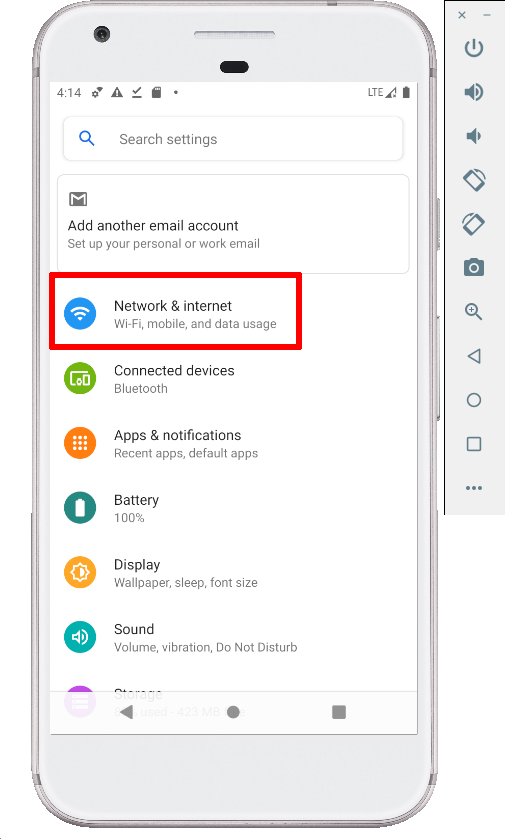 4:14
LTE
Search settings
Add another email account
Set up your personal or work email
Network & internet
Wi-Fi, mobile, and data usage
Connected devices
Bluetooth
Apps & notifications
Recent apps, default apps
Battery
100%
Display
Wallpaper, sleep, font size
Sound
Volume, vibration, Do Not Disturb
Storage
used - 423 MB